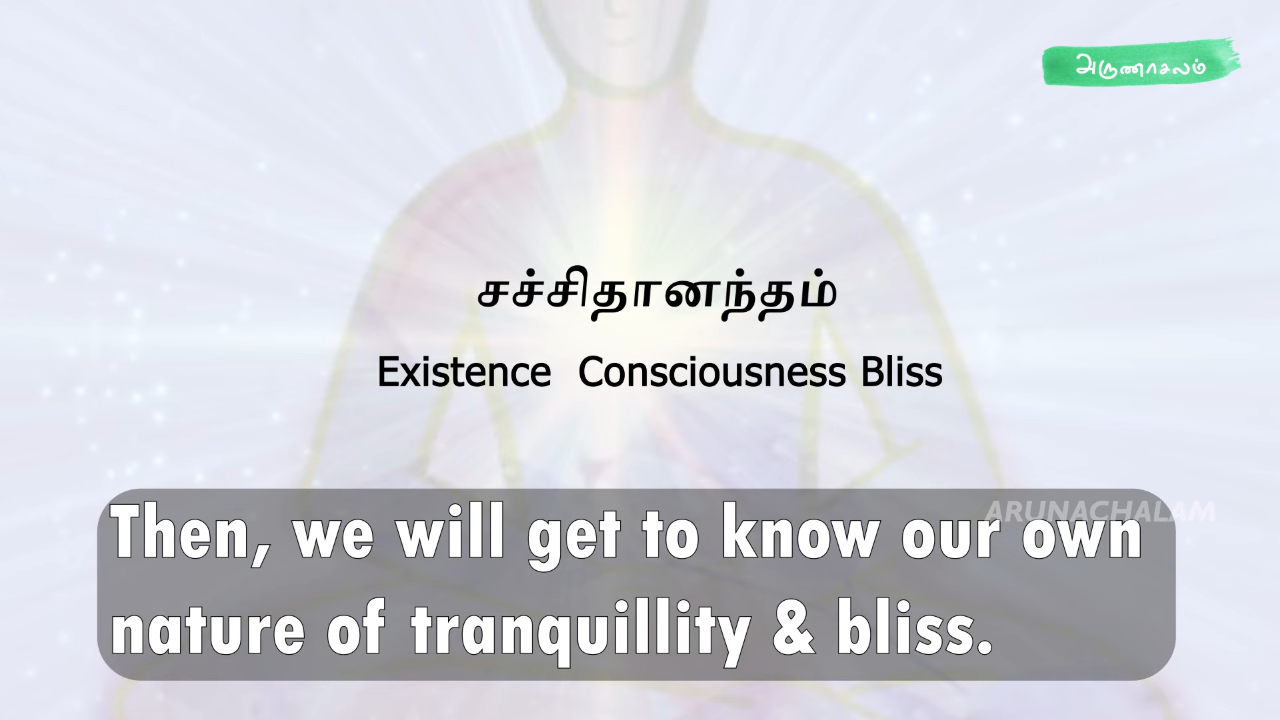 அருணாசலம்
சச்சிதானந்தம்
Existence Consciousness Bliss
ARUNACHALAM
Then, we will get to know our own
nature of tranquillity & bliss.